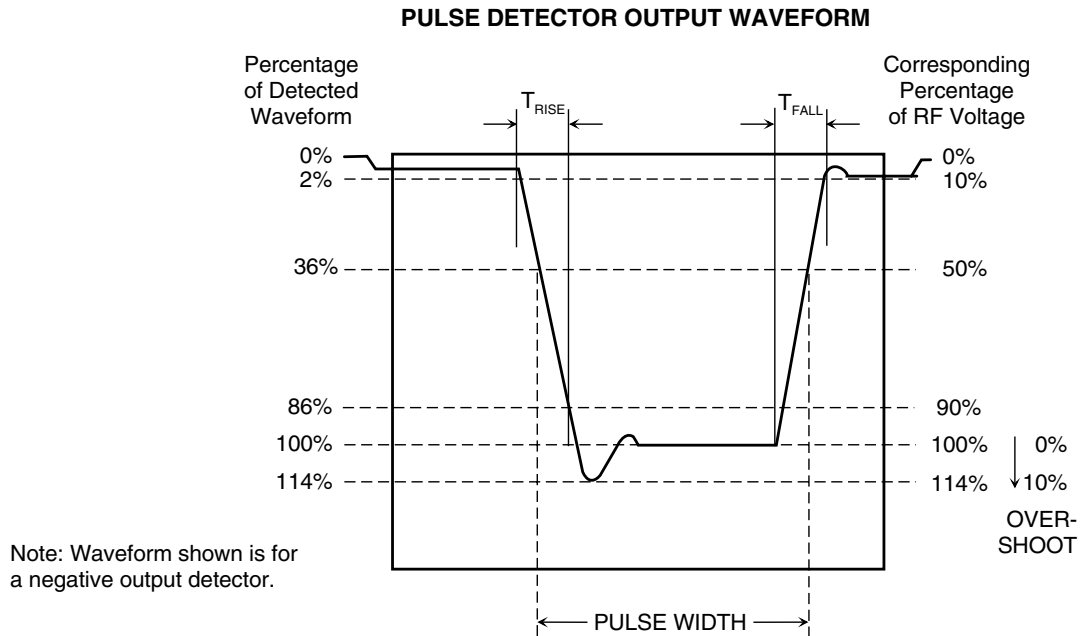 PULSE DETECTOR OUTPUT WAVEFORM
Percentage
of Detected
Waveform
Corresponding
Percentage
of RF Voltage
T RISE
T FALL
0%
2%
36%
86%
100%
114%
0%
10%
50%
90%
100%
114%
0%
10%
OVER-
SHOOT
Note: Waveform shown is for
a negative output detector.
PULSE WIDTH